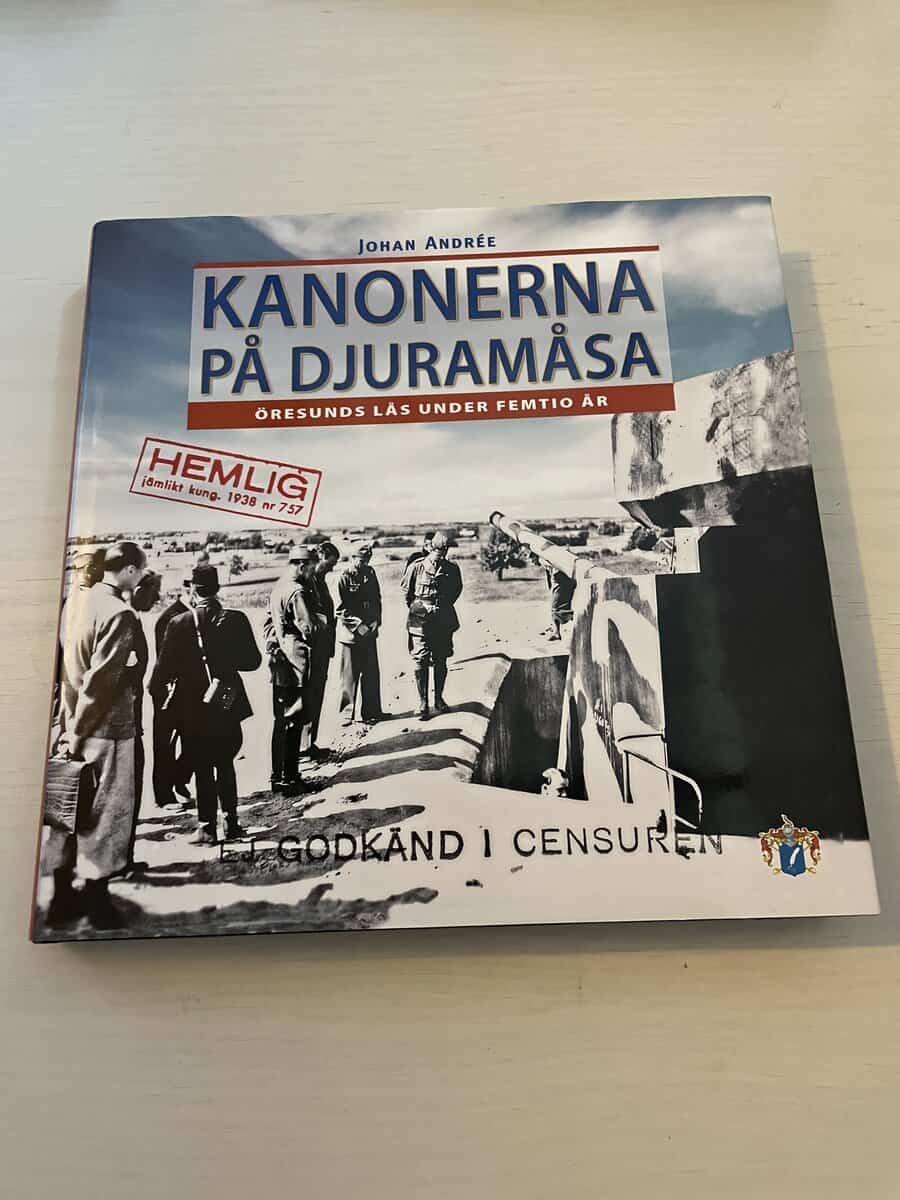 JOHAN ANDRÉE
KANONERNA
PÅ DJURAMÅSA
ÖRESUNDS LÅS UNDER FEMTIO ÅR
HEMLIG
jämlikt kung. 1938 nr 757
EJ GODKÄND I CENSUREN